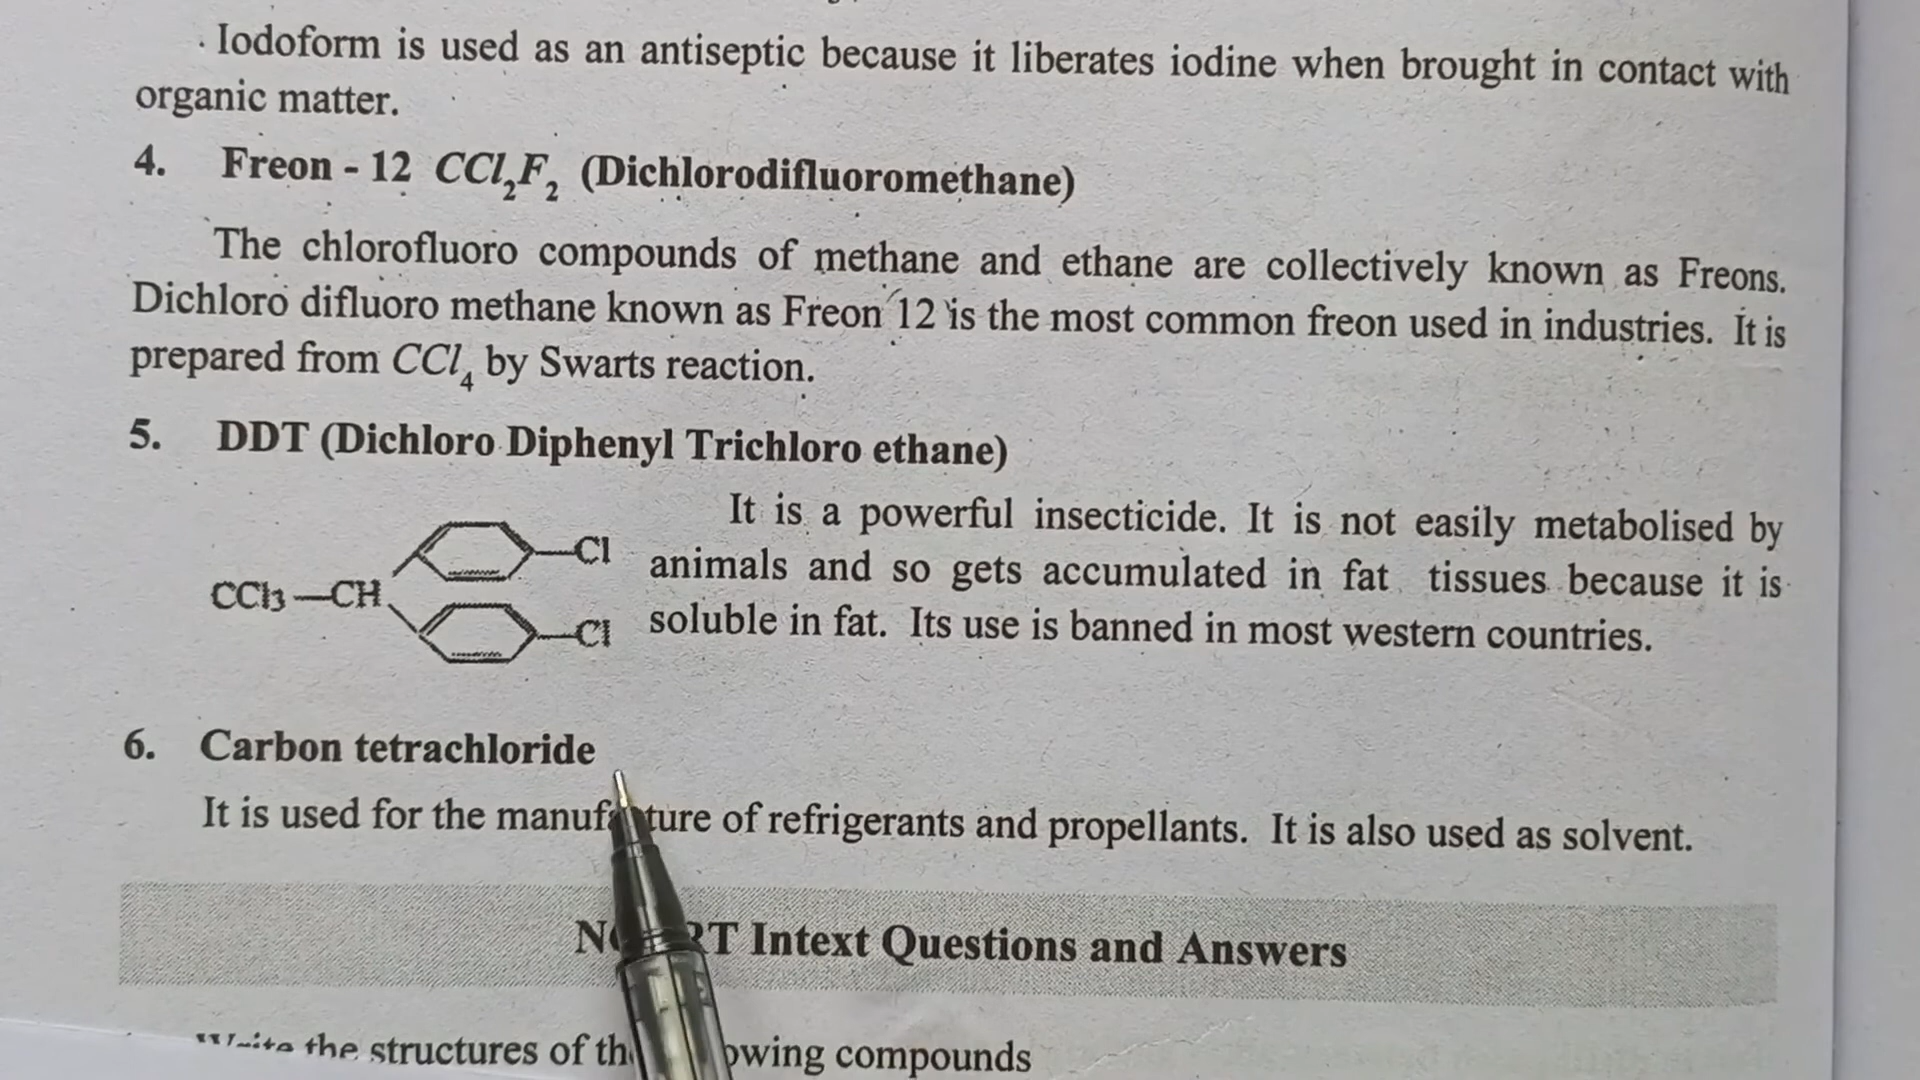 Iodoform is used as an antiseptic because it liberates iodine when brought in contact with
organic matter.
4. Freon - 12 CCl₂F₂ (Dichlorodifluoromethane)
The chlorofluoro compounds of methane and ethane are collectively known as Freons.
Dichloro difluoro methane known as Freon 12 is the most common freon used in industries. It is
prepared from CCl₄ by Swarts reaction.
5. DDT (Dichloro Diphenyl Trichloro ethane)
It is a powerful insecticide. It is not easily metabolised by
Cl
animals and so gets accumulated in fat tissues because it is
CCl₃—CH
Cl
soluble in fat. Its use is banned in most western countries.
6. Carbon tetrachloride
It is used for the of refrigerants and propellants. It is also used as solvent.
Intext Questions and Answers
the structures of compounds